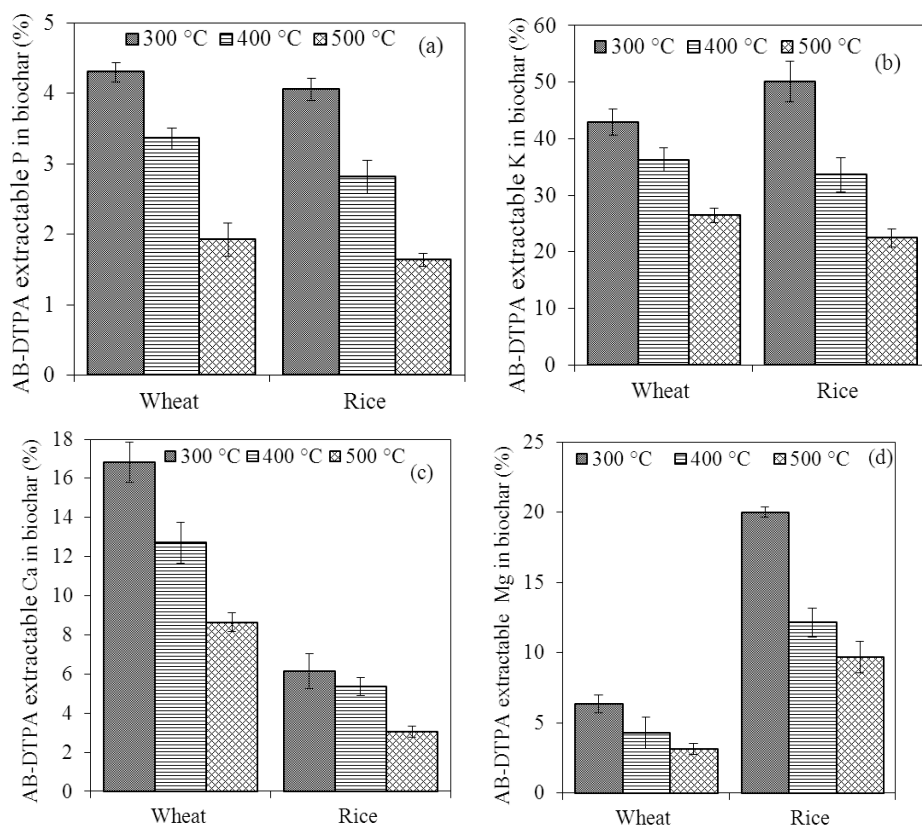 AB-DTPA extractable P in biochar (%)
5
4
3
2
1
0
300 °C 400 °C 500 °C
(a)
Wheat Rice
AB-DTPA extractable K in biochar (%)
60
50
40
30
20
10
0
300 °C 400 °C 500 °C
(b)
Wheat Rice
AB-DTPA extractable Ca in biochar (%)
18
16
14
12
10
8
6
4
2
0
300 °C 400 °C 500 °C
(c)
Wheat Rice
AB-DTPA extractable Mg in biochar (%)
25
20
15
10
5
0
300 °C 400 °C 500 °C
(d)
Wheat Rice